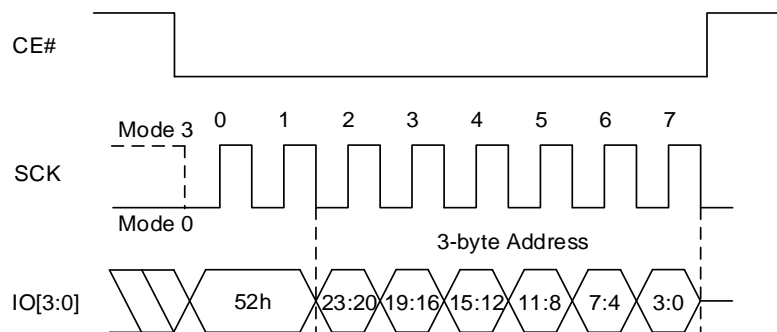 CE#
Mode 3 0 1 2 3 4 5 6 7
SCK
Mode 0
3-byte Address
IO[3:0] 52h 23:20 19:16 15:12 11:8 7:4 3:0